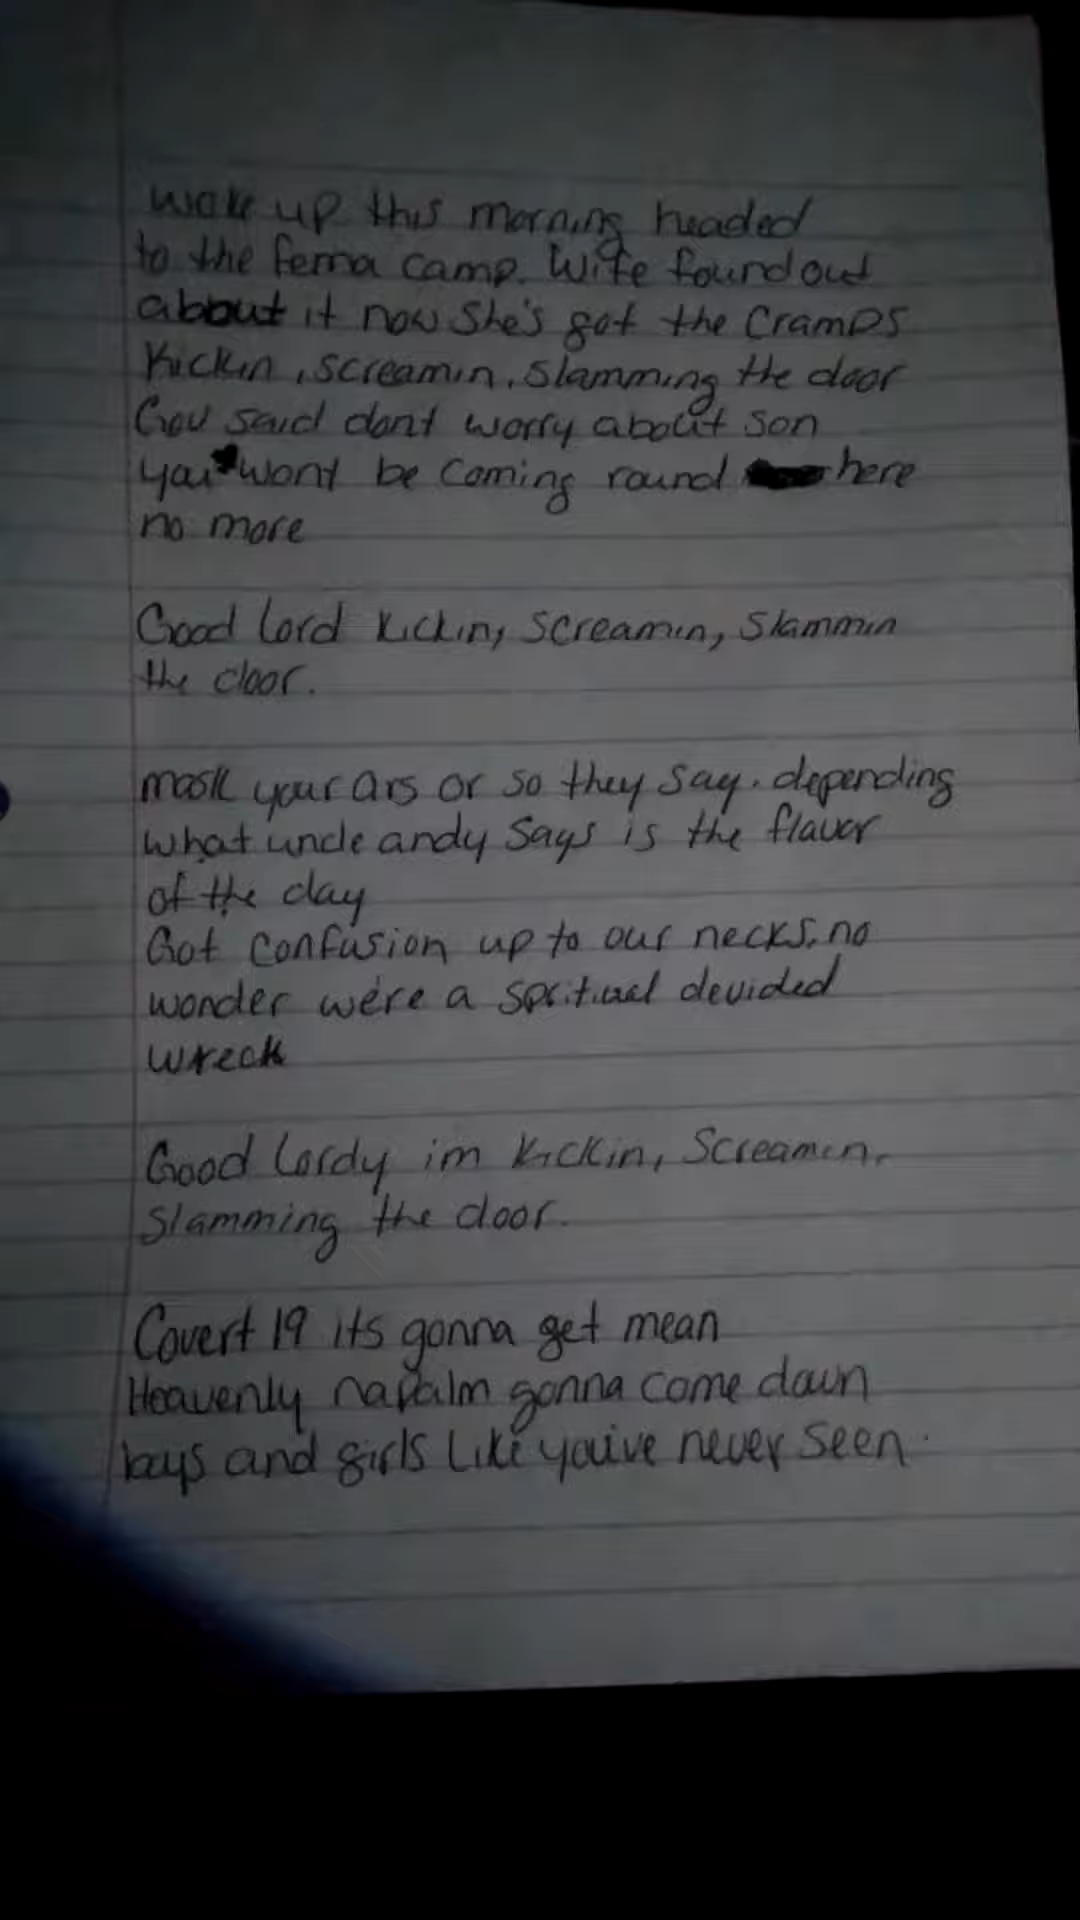 woke up this morning headed
to the fema camp. Wife found out
about it now She's got the Cramps
Kickin, screamin, slamming the door
Gov said dont worry about son
you wont be Coming round here
no more
Good Lord Kickin, Screamin, Slammin
the door.
mask your ars or so they say. depending
what uncle andy Says is the flavor
of the day
Got Confusion up to our necks, no
wonder we're a spritual devided
wreck
Good Lordy im Kickin, Screamin,
Slamming the door.
Covert 19 its gonna get mean
Heavenly napalm gonna come down
boys and girls Like you've never seen.